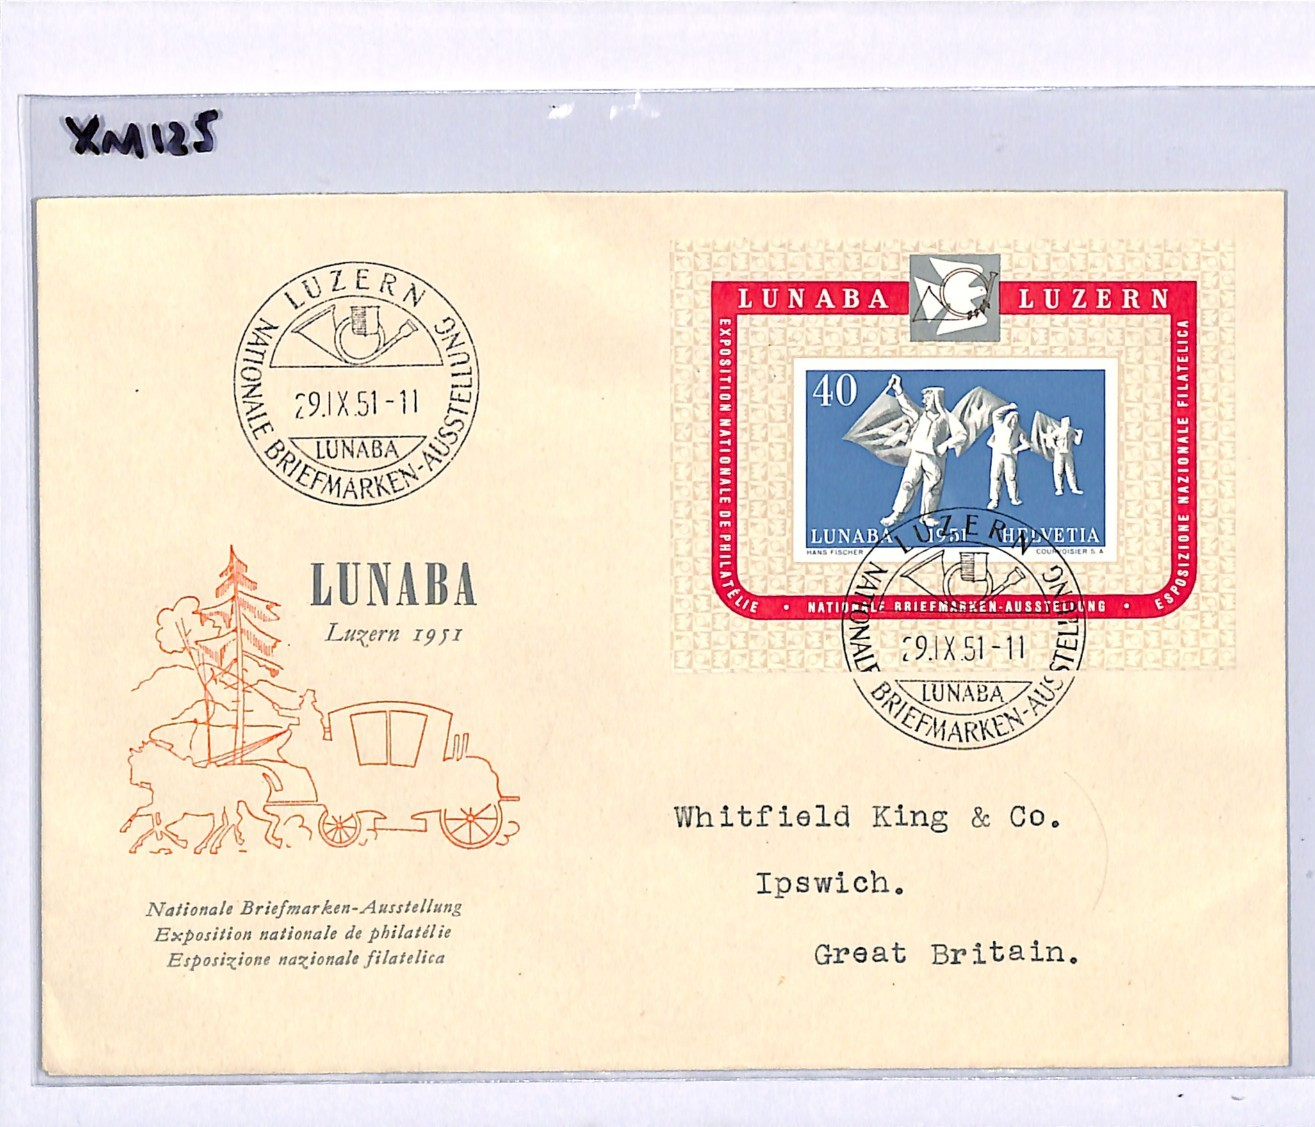 XM125
LUZERN
NATIONALE BRIEFMARKEN-AUSSTELLUNG
29.IX.51-11
LUNABA
LUNABA LUZERN
EXPOSITION NATIONALE DE PHILATÉLIE • NATIONALE BRIEFMARKEN-AUSSTELLUNG • ESPOSIZIONE NAZIONALE FILATELICA
40
LUNABA 1951 HELVETIA
HANS FISCHER COURVOISIER S.A.
LUZERN
NATIONALE BRIEFMARKEN-AUSSTELLUNG
29.IX.51-11
LUNABA
LUNABA
Luzern 1951
Nationale Briefmarken-Ausstellung
Exposition nationale de philatélie
Esposizione nazionale filatelica
Whitfield King & Co.
Ipswich.
Great Britain.